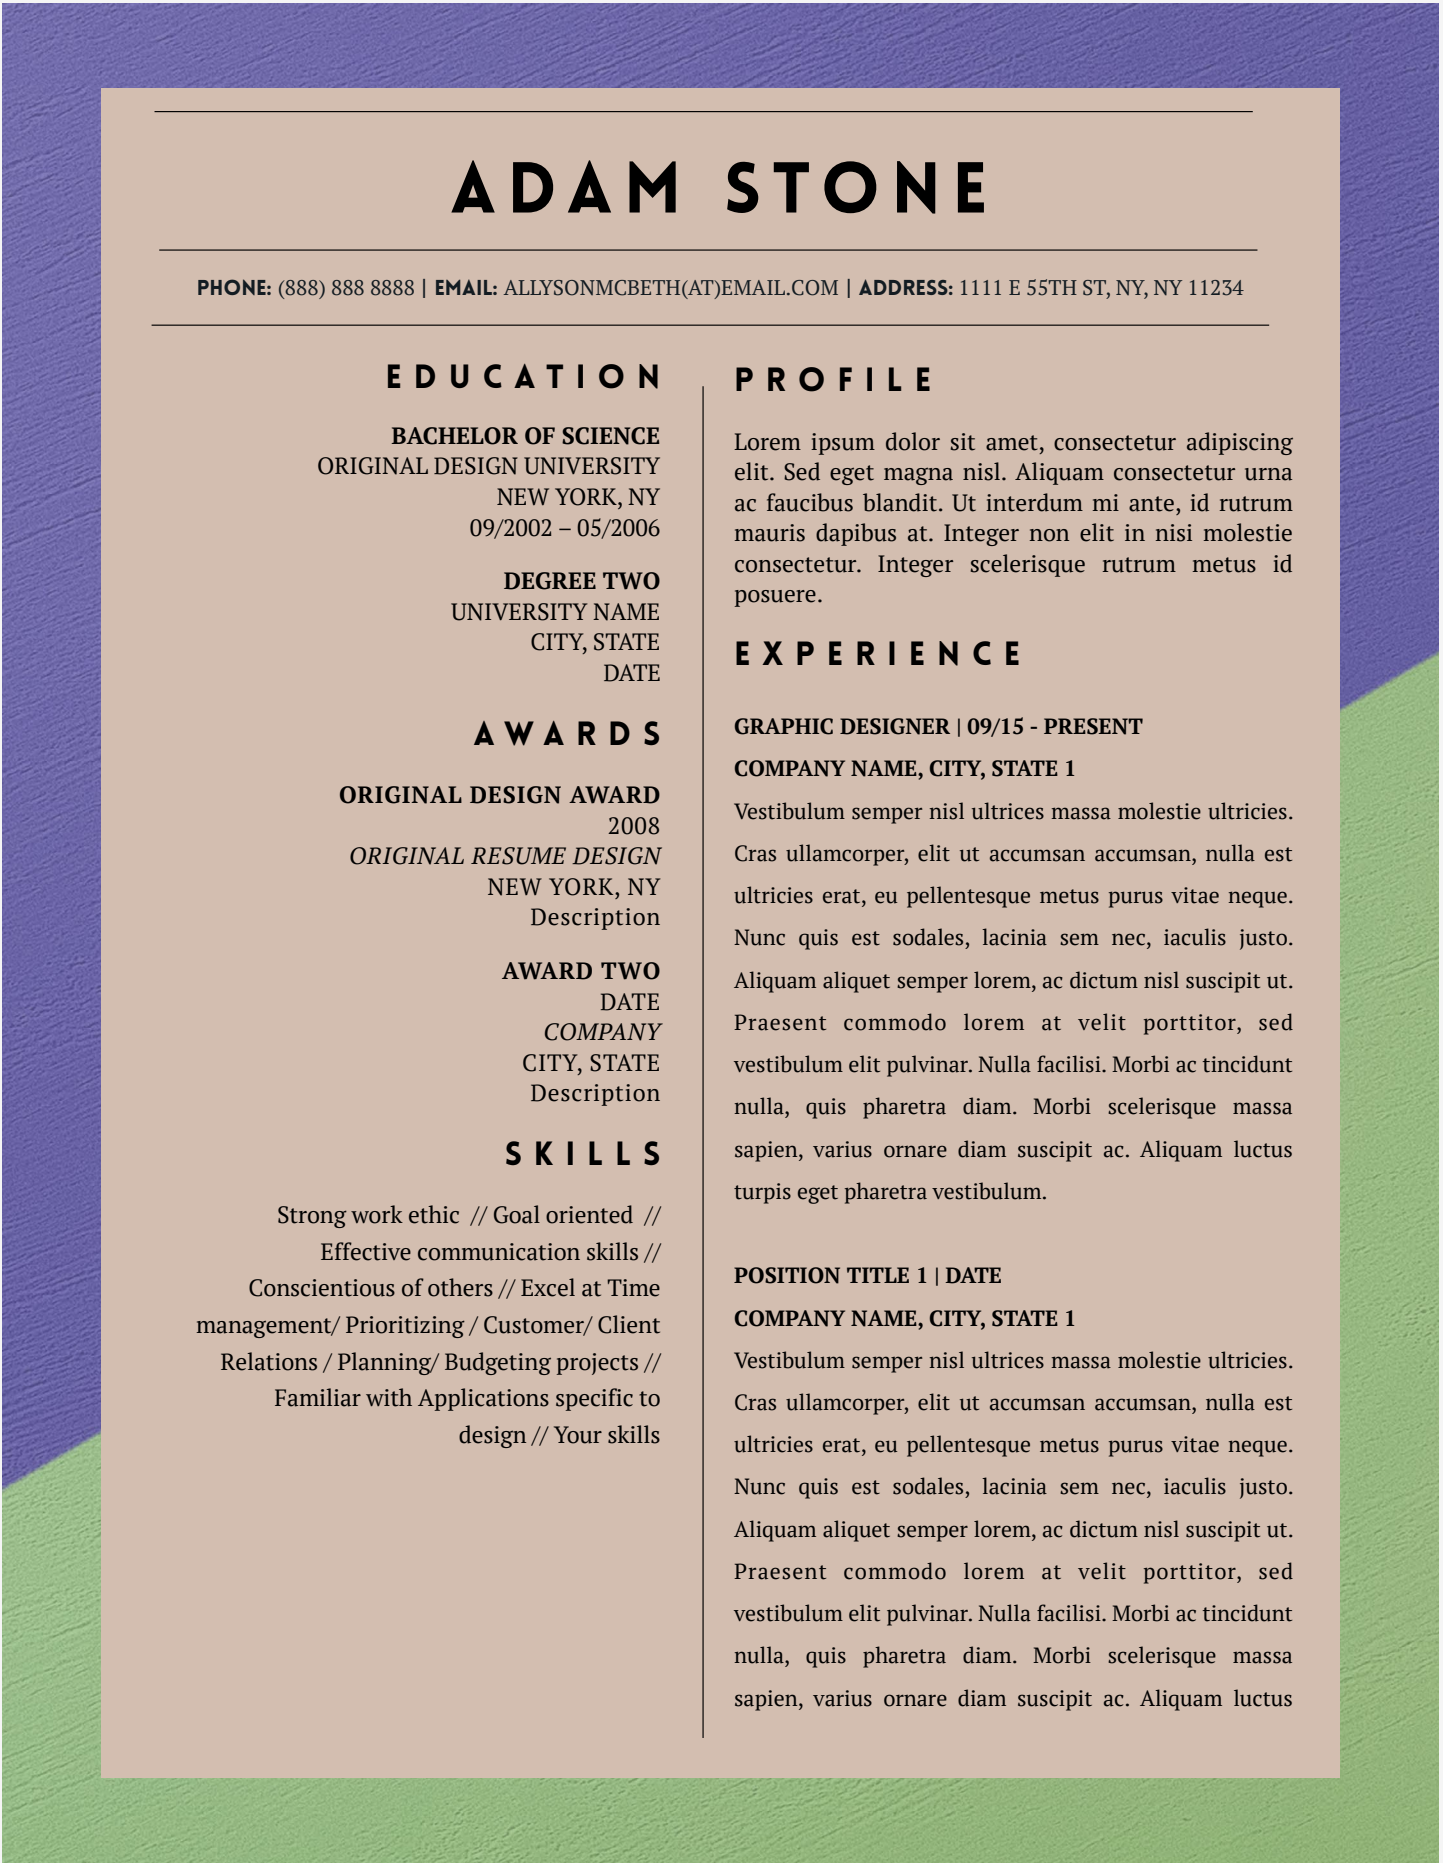 ADAM STONE
PHONE: (888) 888 8888 | EMAIL: ALLYSONMCBETH(AT)EMAIL.COM | ADDRESS: 1111 E 55TH ST, NY, NY 11234
EDUCATION
BACHELOR OF SCIENCE
ORIGINAL DESIGN UNIVERSITY
NEW YORK, NY
09/2002 – 05/2006
DEGREE TWO
UNIVERSITY NAME
CITY, STATE
DATE
AWARDS
ORIGINAL DESIGN AWARD
2008
ORIGINAL RESUME DESIGN
NEW YORK, NY
Description
AWARD TWO
DATE
COMPANY
CITY, STATE
Description
SKILLS
Strong work ethic // Goal oriented //
Effective communication skills //
Conscientious of others // Excel at Time
management/ Prioritizing / Customer/ Client
Relations / Planning/ Budgeting projects //
Familiar with Applications specific to
design // Your skills
PROFILE
Lorem ipsum dolor sit amet, consectetur adipiscing
elit. Sed eget magna nisl. Aliquam consectetur urna
ac faucibus blandit. Ut interdum mi ante, id rutrum
mauris dapibus at. Integer non elit in nisi molestie
consectetur. Integer scelerisque rutrum metus id
posuere.
EXPERIENCE
GRAPHIC DESIGNER | 09/15 - PRESENT
COMPANY NAME, CITY, STATE 1
Vestibulum semper nisl ultrices massa molestie ultricies.
Cras ullamcorper, elit ut accumsan accumsan, nulla est
ultricies erat, eu pellentesque metus purus vitae neque.
Nunc quis est sodales, lacinia sem nec, iaculis justo.
Aliquam aliquet semper lorem, ac dictum nisl suscipit ut.
Praesent commodo lorem at velit porttitor, sed
vestibulum elit pulvinar. Nulla facilisi. Morbi ac tincidunt
nulla, quis pharetra diam. Morbi scelerisque massa
sapien, varius ornare diam suscipit ac. Aliquam luctus
turpis eget pharetra vestibulum.
POSITION TITLE 1 | DATE
COMPANY NAME, CITY, STATE 1
Vestibulum semper nisl ultrices massa molestie ultricies.
Cras ullamcorper, elit ut accumsan accumsan, nulla est
ultricies erat, eu pellentesque metus purus vitae neque.
Nunc quis est sodales, lacinia sem nec, iaculis justo.
Aliquam aliquet semper lorem, ac dictum nisl suscipit ut.
Praesent commodo lorem at velit porttitor, sed
vestibulum elit pulvinar. Nulla facilisi. Morbi ac tincidunt
nulla, quis pharetra diam. Morbi scelerisque massa
sapien, varius ornare diam suscipit ac. Aliquam luctus